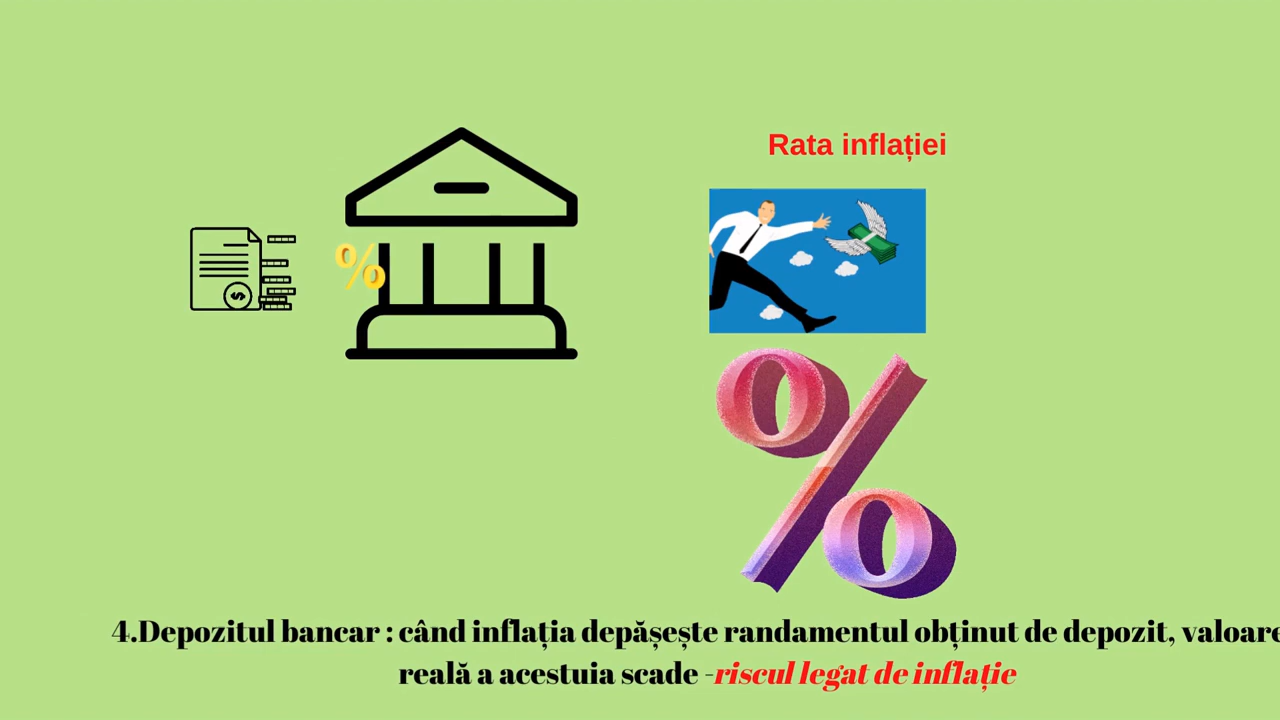 Rata inflației
%
%
4.Depozitul bancar : când inflația depășește randamentul obținut de depozit, valoare
reală a acestuia scade -riscul legat de inflație